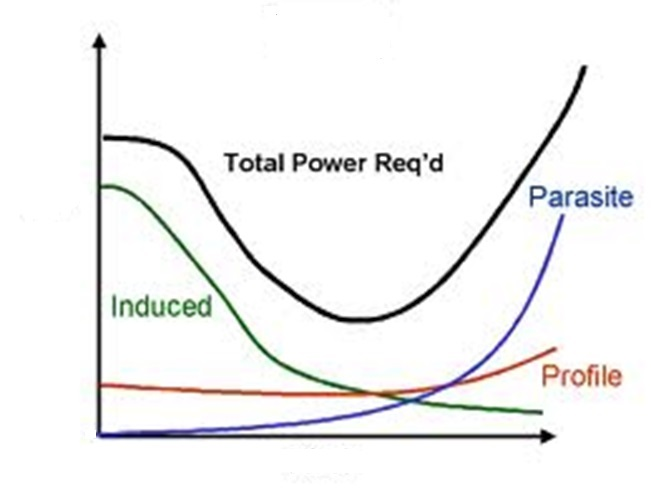 Total Power Req'd
Parasite
Induced
Profile